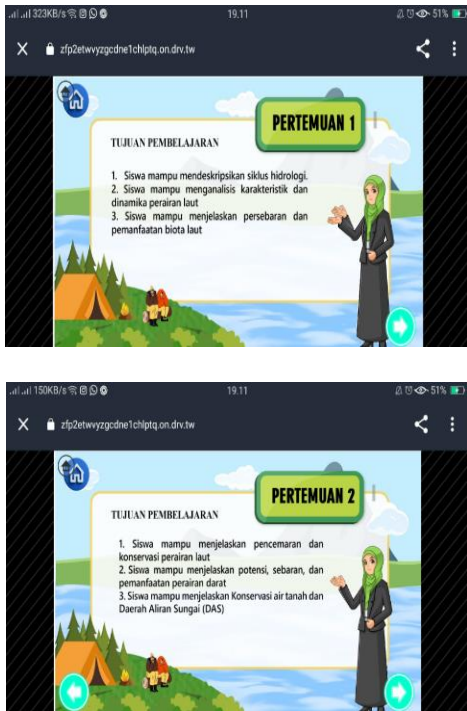 323KB/s 19.11 51%
zfp2etwvyzgcdne1chlptq.on.drv.tw
PERTEMUAN 1
TUJUAN PEMBELAJARAN
1. Siswa mampu mendeskripsikan siklus hidrologi.
2. Siswa mampu menganalisis karakteristik dan
dinamika perairan laut
3. Siswa mampu menjelaskan persebaran dan
pemanfaatan biota laut
150KB/s 19.11 51%
zfp2etwvyzgcdne1chlptq.on.drv.tw
PERTEMUAN 2
TUJUAN PEMBELAJARAN
1. Siswa mampu menjelaskan pencemaran dan
konservasi perairan laut
2. Siswa mampu menjelaskan potensi, sebaran, dan
pemanfaatan perairan darat
3. Siswa mampu menjelaskan Konservasi air tanah dan
Daerah Aliran Sungai (DAS)